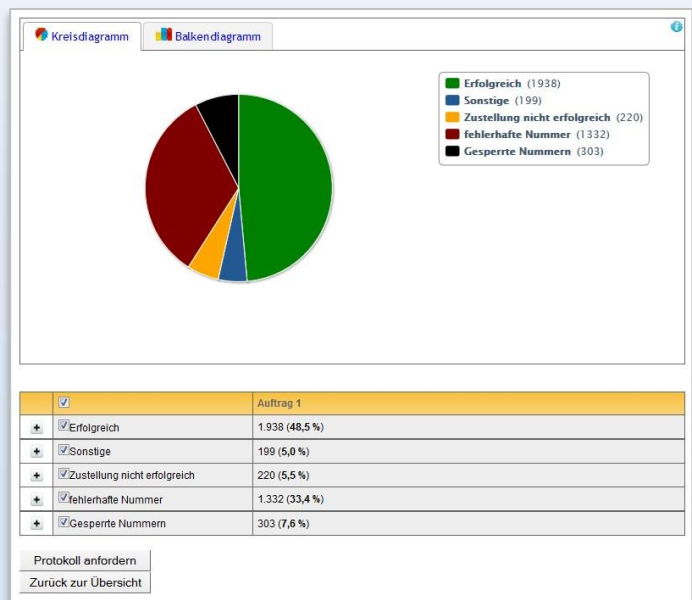 Kreisdiagramm Balkendiagramm
Erfolgreich (1938)
Sonstige (199)
Zustellung nicht erfolgreich (220)
fehlerhafte Nummer (1332)
Gesperrte Nummern (303)
Auftrag 1
Erfolgreich 1.938 (48,5 %)
Sonstige 199 (5,0 %)
Zustellung nicht erfolgreich 220 (5,5 %)
fehlerhafte Nummer 1.332 (33,4 %)
Gesperrte Nummern 303 (7,6 %)
Protokoll anfordern
Zurück zur Übersicht